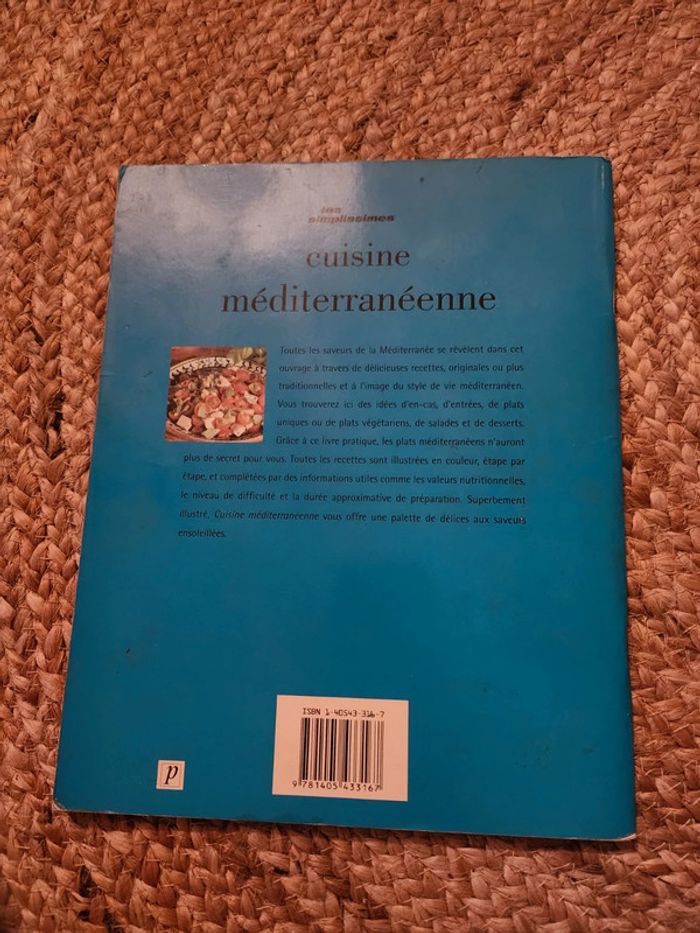 les
simplissimes
cuisine
méditerranéenne
Toutes les saveurs de la Méditerranée se révèlent dans cet
ouvrage à travers de délicieuses recettes, originales ou plus
traditionnelles et à l'image du style de vie méditerranéen.
Vous trouverez ici des idées d'en-cas, d'entrées, de plats
uniques ou de plats végétariens, de salades et de desserts.
Grâce à ce livre pratique, les plats méditerranéens n'auront
plus de secret pour vous. Toutes les recettes sont illustrées en couleur, étape par
étape, et complétées par des informations utiles comme les valeurs nutritionnelles,
le niveau de difficulté et la durée approximative de préparation. Superbement
illustré, Cuisine méditerranéenne vous offre une palette de délices aux saveurs
ensoleillées.
ISBN 1-40543-316-7
9 781405 433167
p